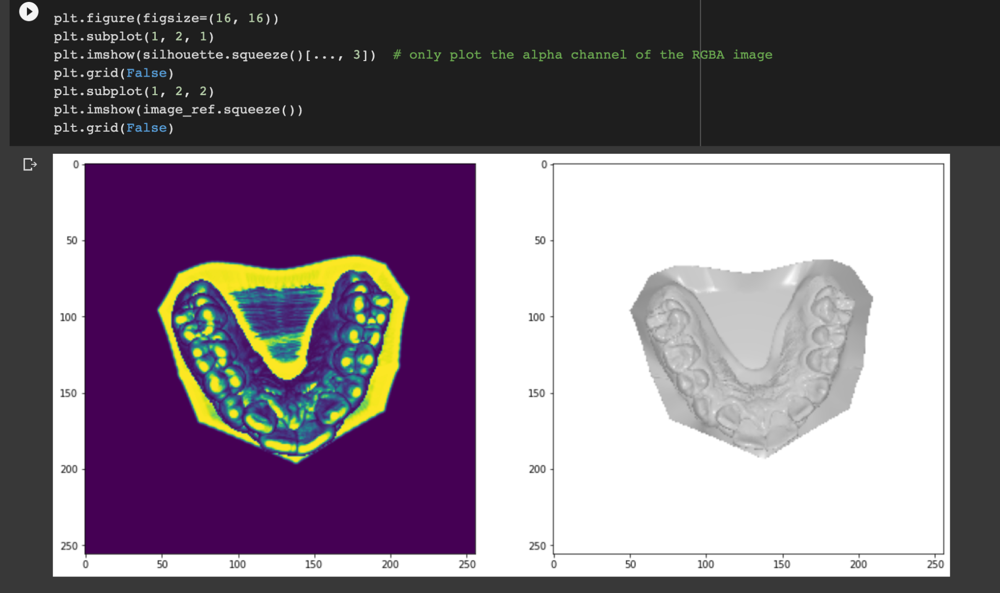 plt.figure(figsize=(16, 16))
plt.subplot(1, 2, 1)
plt.imshow(silhouette.squeeze()[..., 3])  # only plot the alpha channel of the RGBA image
plt.grid(False)
plt.subplot(1, 2, 2)
plt.imshow(image_ref.squeeze())
plt.grid(False)
0
50
100
150
200
250
0 50 100 150 200 250
0
50
100
150
200
250
0 50 100 150 200 250